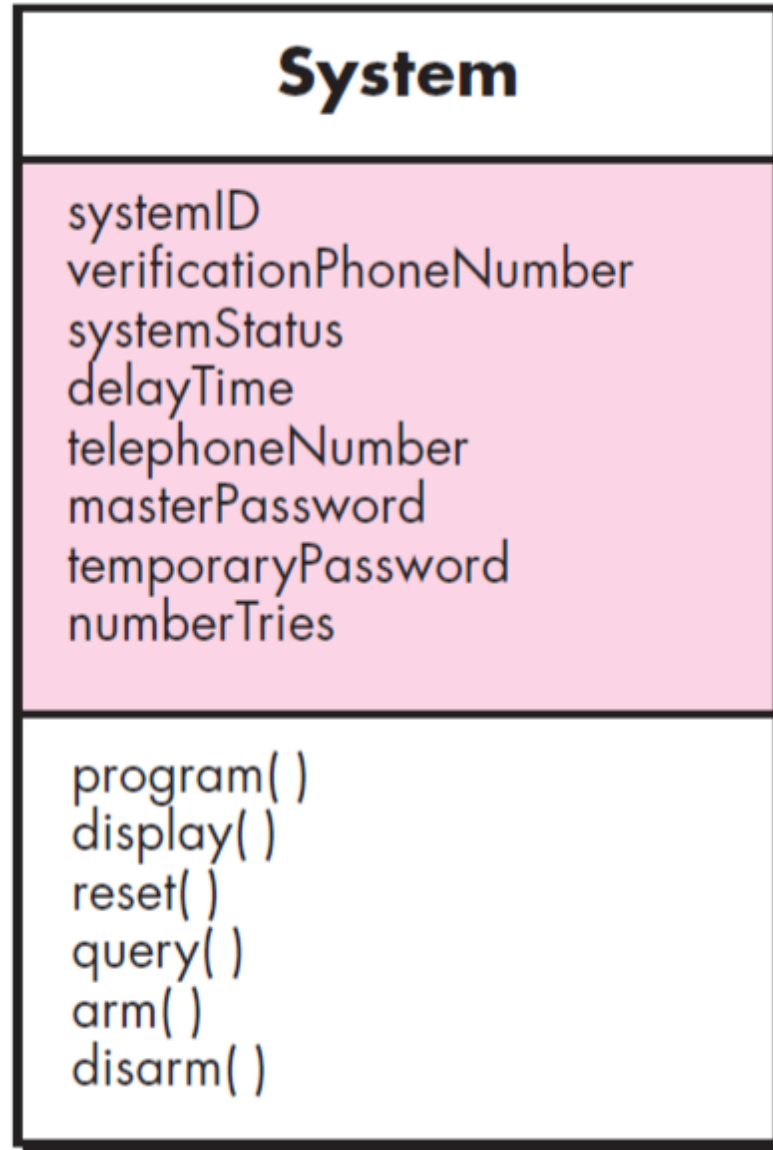 System
systemID
verificationPhoneNumber
systemStatus
delayTime
telephoneNumber
masterPassword
temporaryPassword
numberTries
program( )
display( )
reset( )
query( )
arm( )
disarm( )